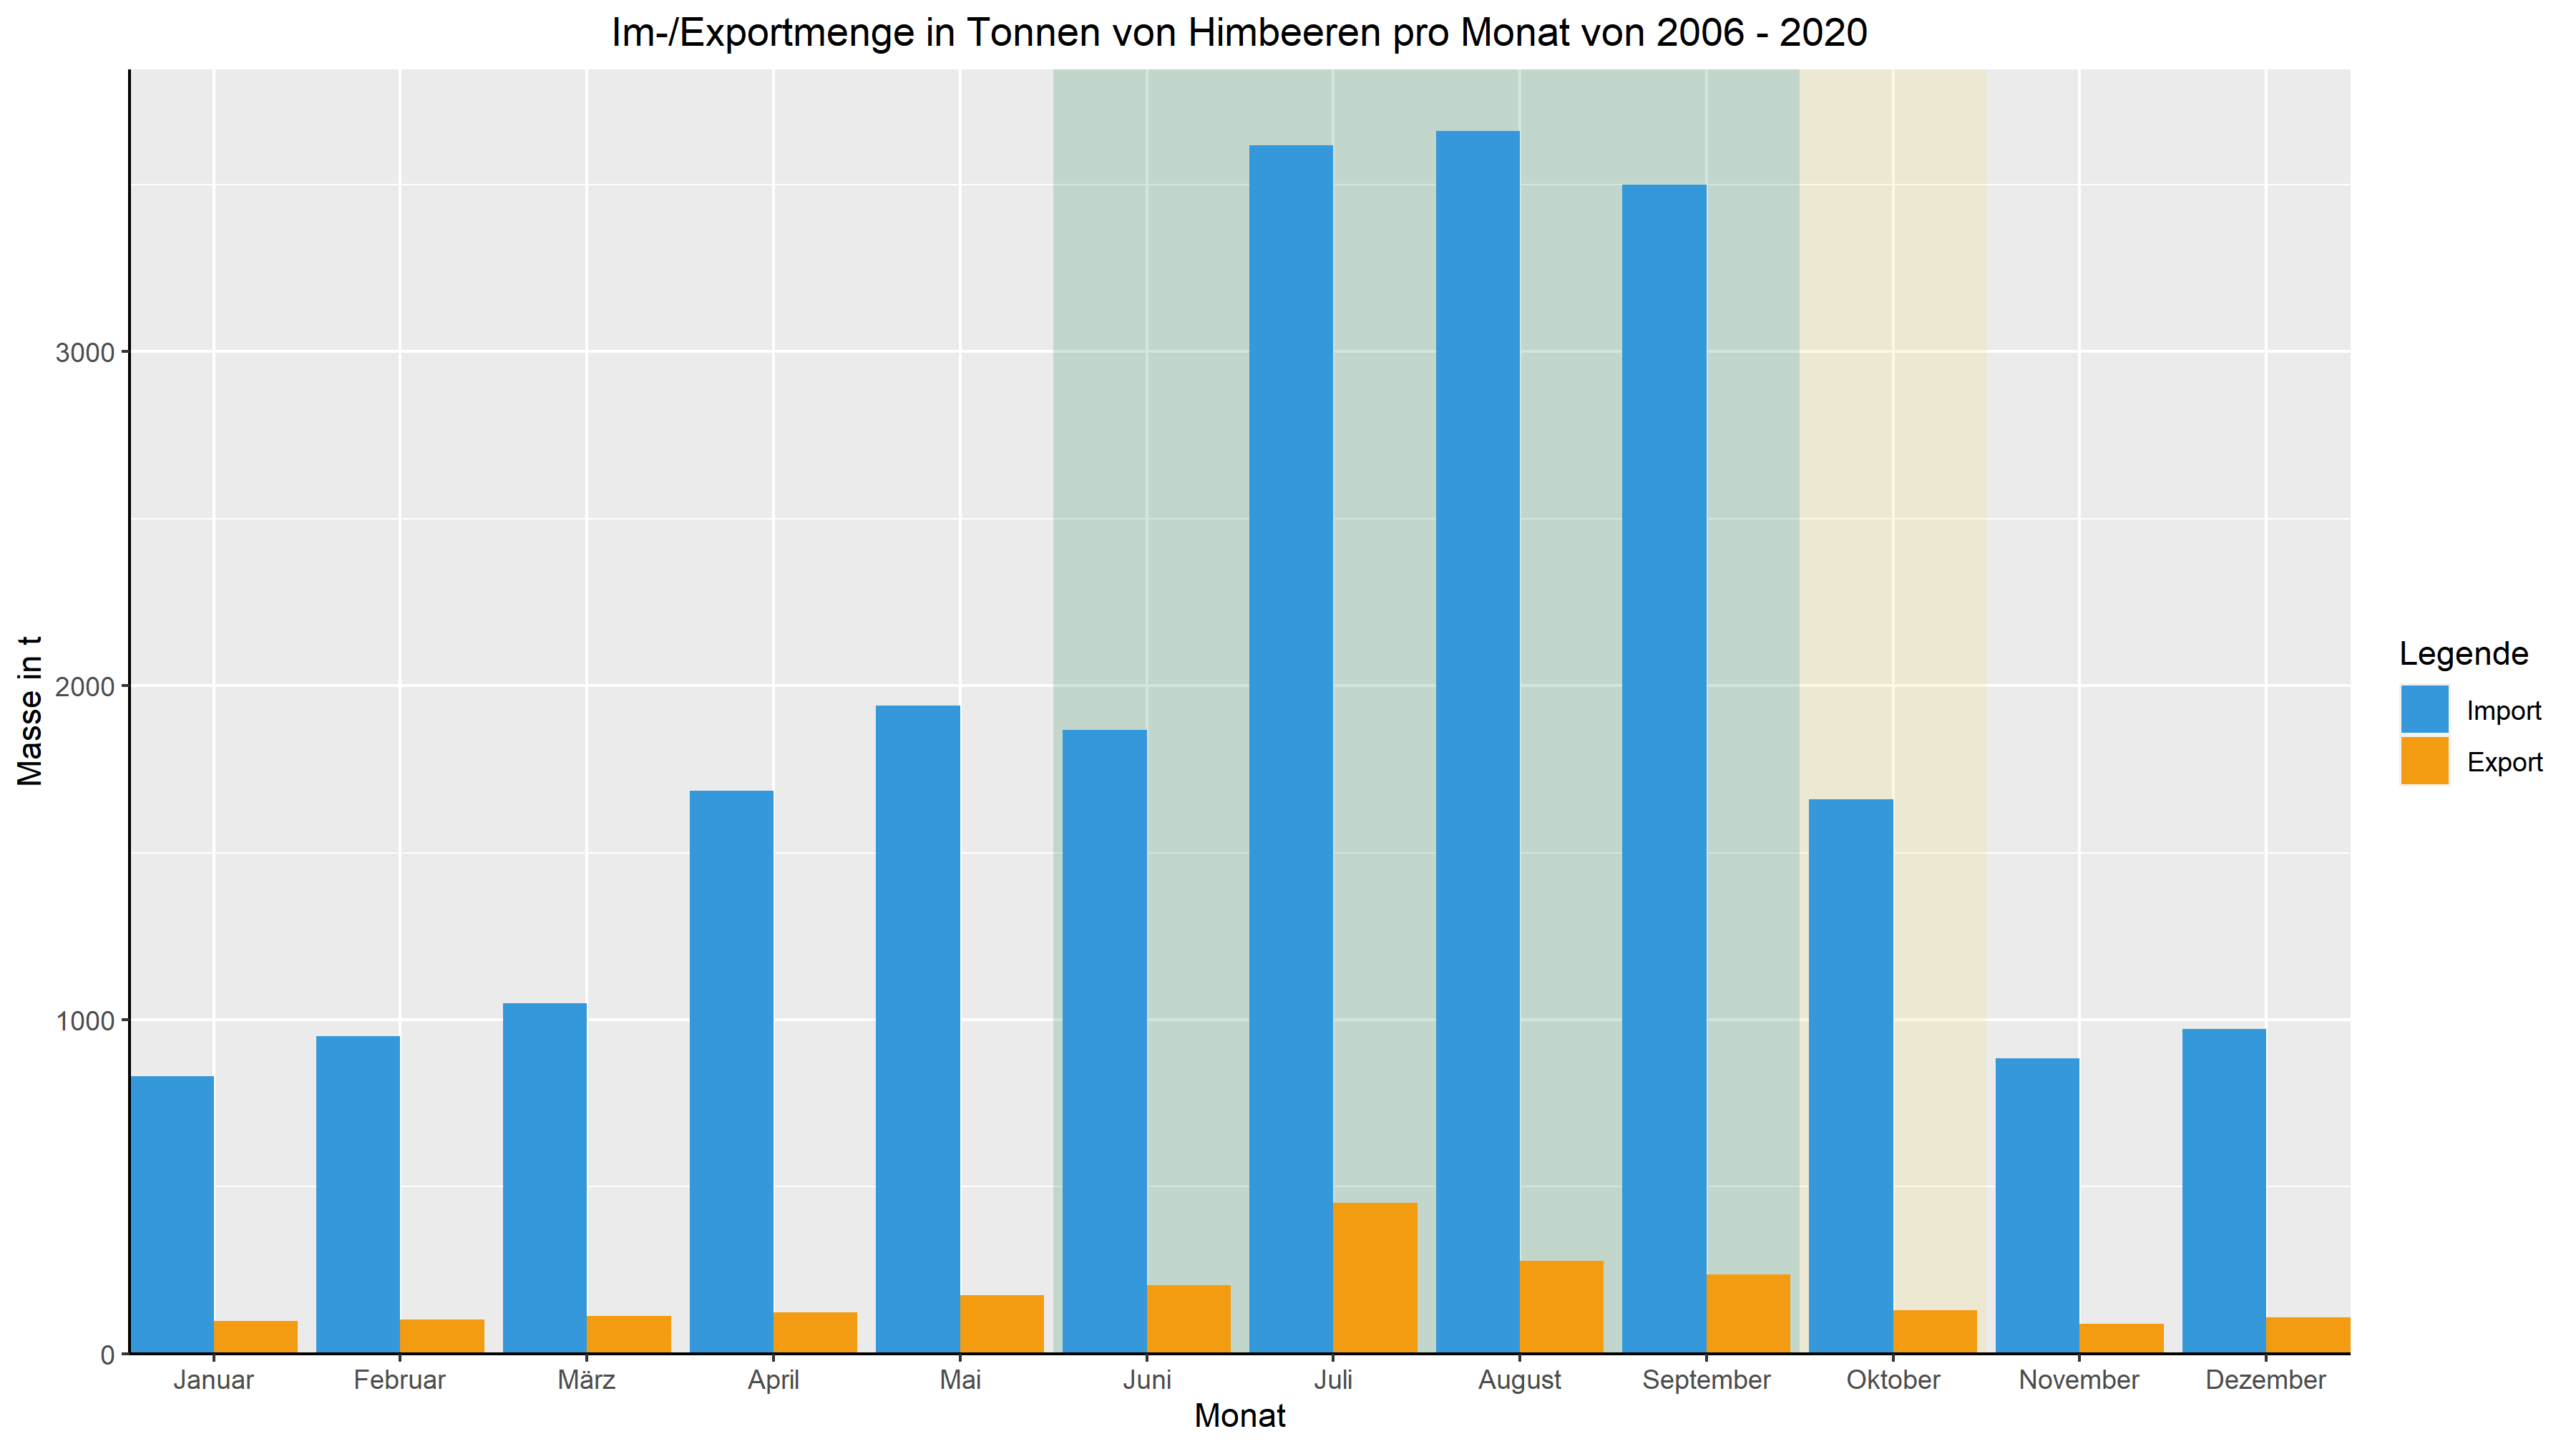 Im-/Exportmenge in Tonnen von Himbeeren pro Monat von 2006 - 2020
Masse in t
3000
2000
1000
0
Januar Februar März April Mai Juni Juli August September Oktober November Dezember
Monat
Legende
Import
Export